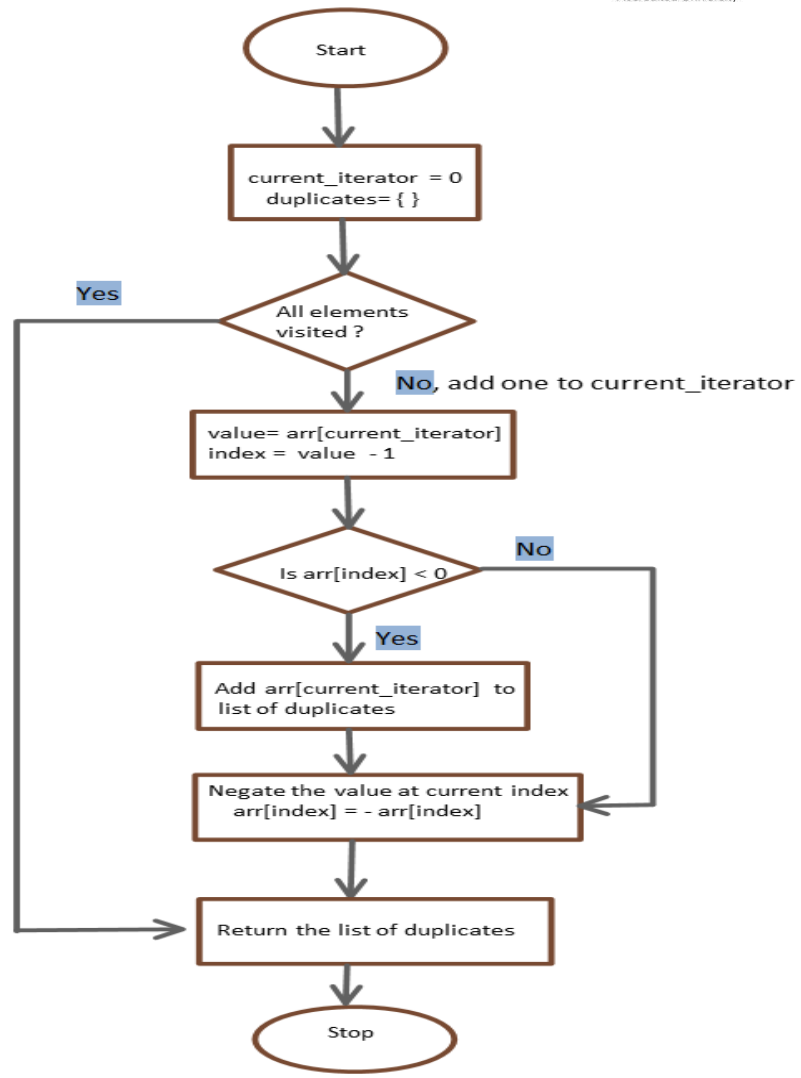 Start
current_iterator = 0
duplicates= { }
Yes
All elements
visited ?
No, add one to current_iterator
value= arr[current_iterator]
index = value - 1
Is arr[index] < 0
No
Yes
Add arr[current_iterator] to
list of duplicates
Negate the value at current index
arr[index] = - arr[index]
Return the list of duplicates
Stop